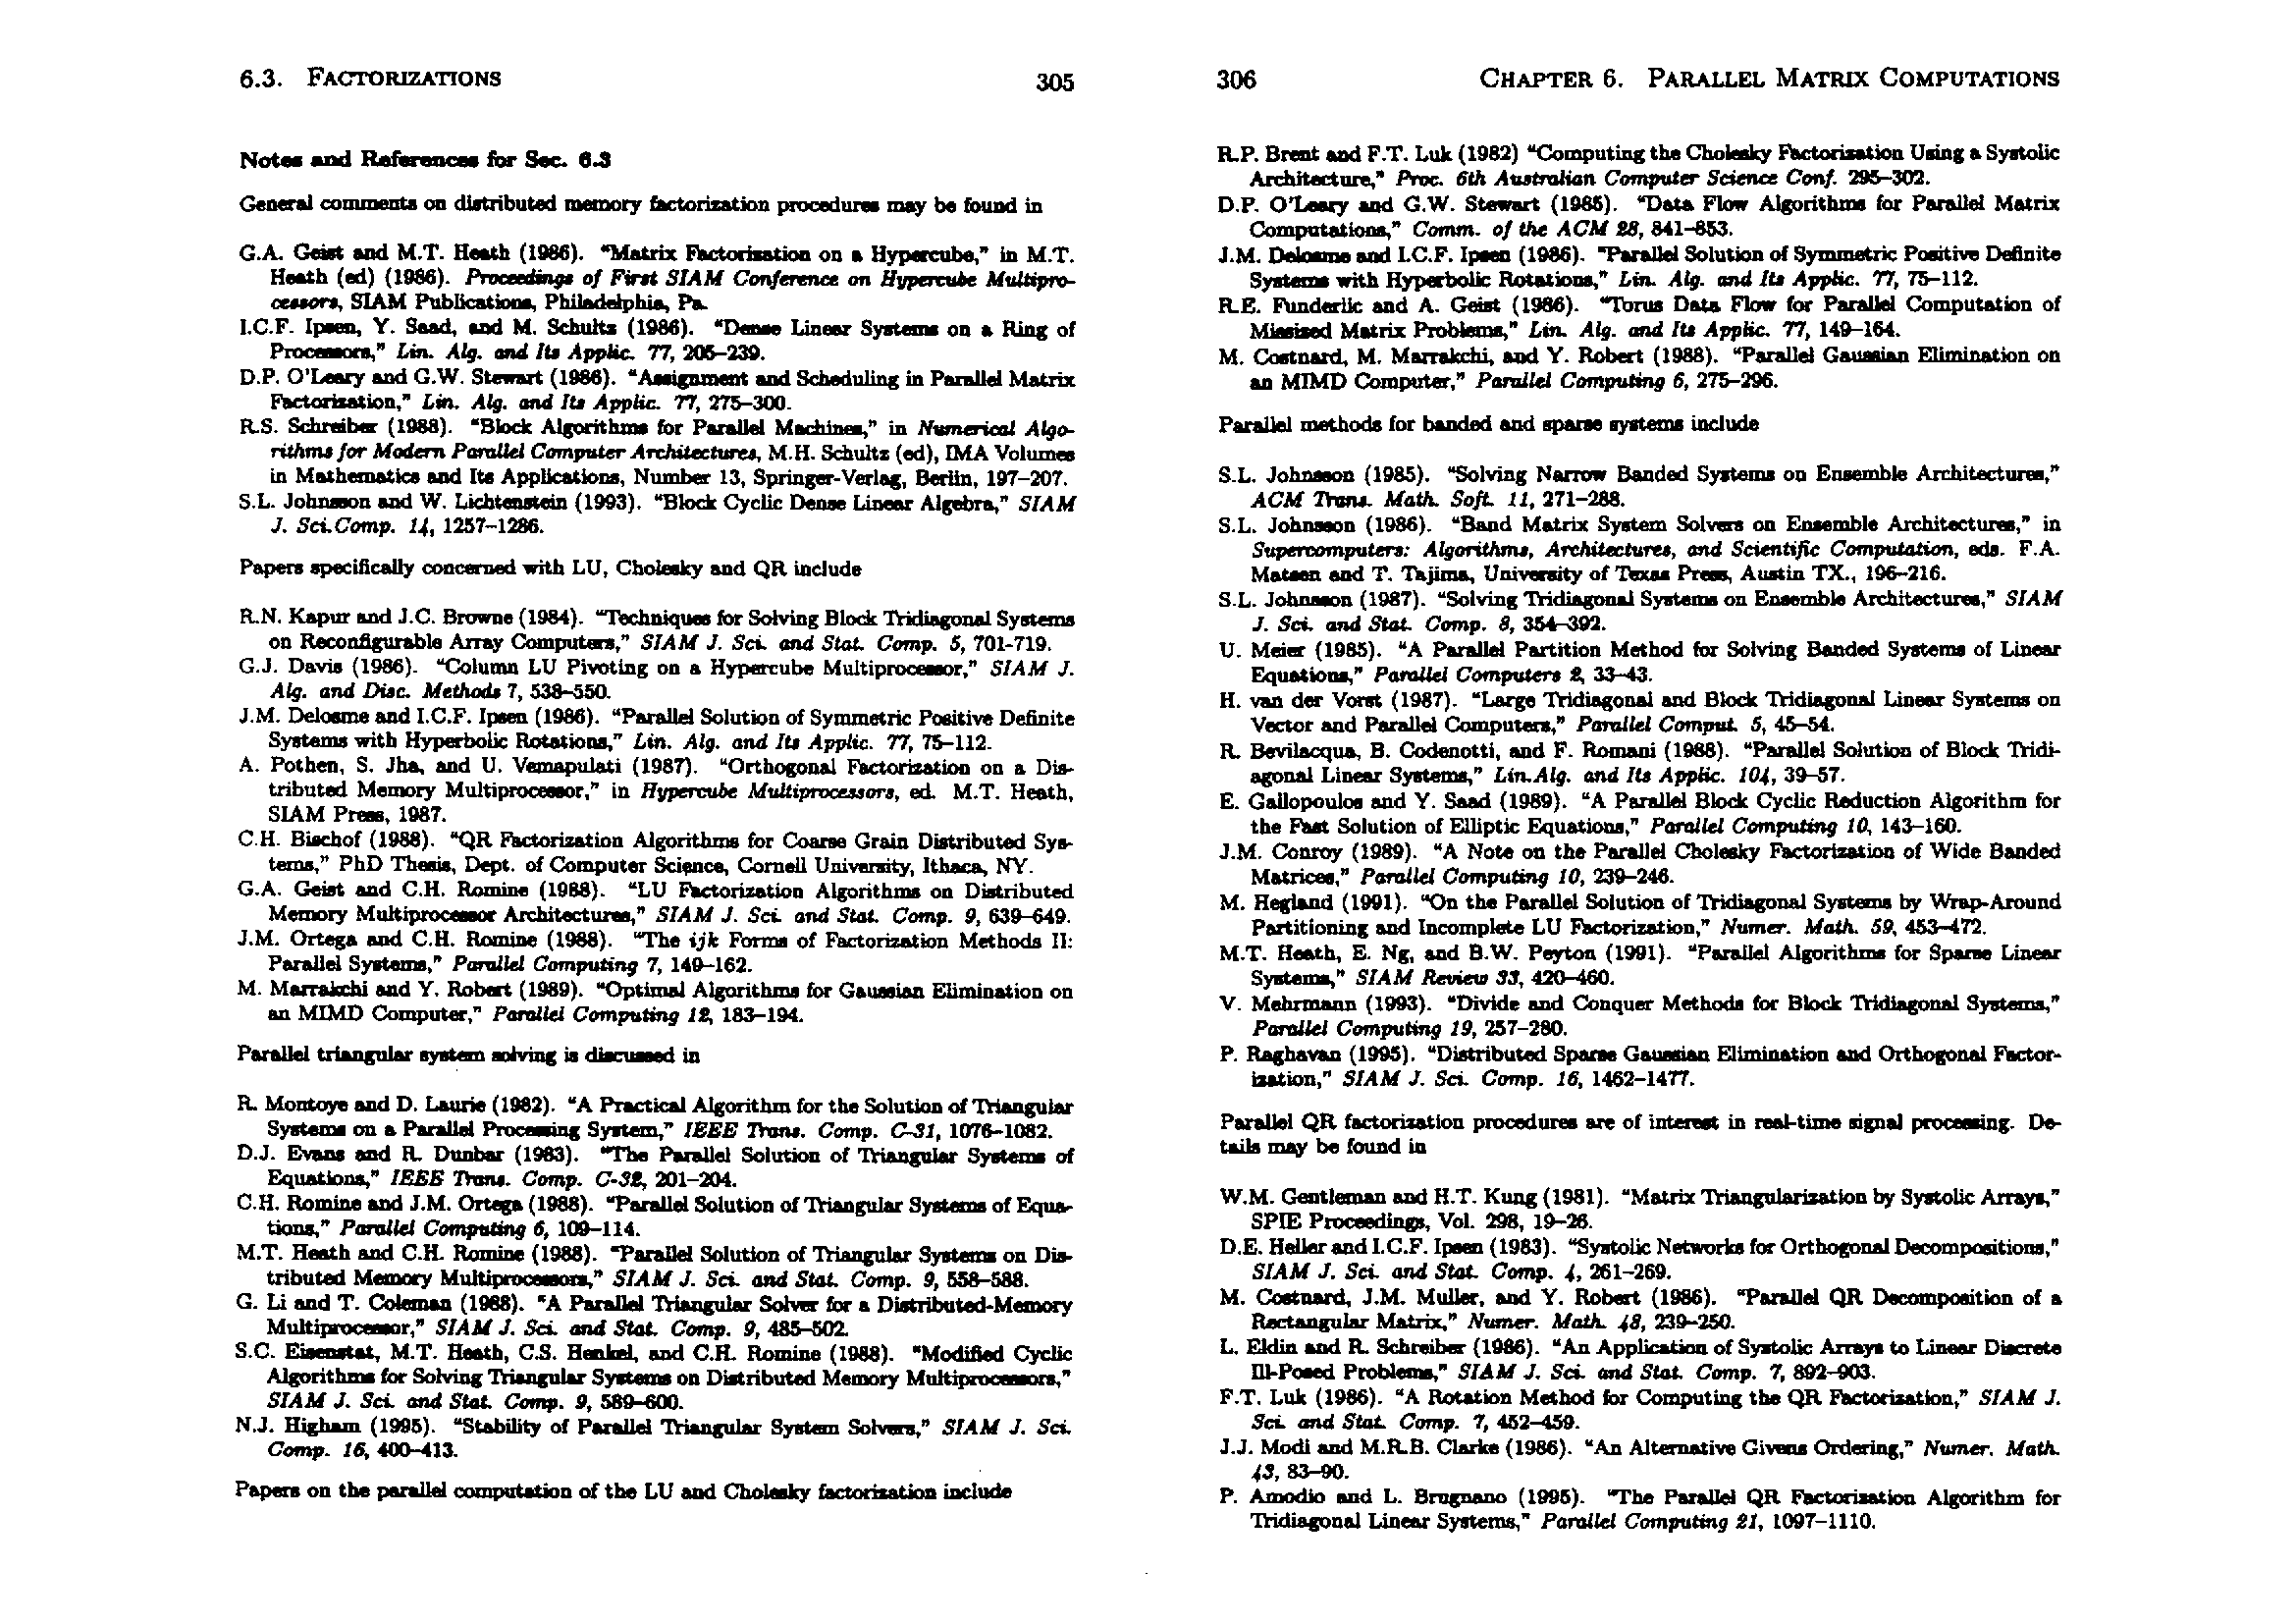 6.3. FACTORIZATIONS 305
Notes and References for Sec. 6.3
General comments on distributed memory factorization procedures may be found in
G.A. Geist and M.T. Heath (1986). “Matrix Factorization on a Hypercube,” in M.T.
Heath (ed) (1986). Proceedings of First SIAM Conference on Hypercube Multipro-
cessors, SIAM Publications, Philadelphia, Pa.
I.C.F. Ipsen, Y. Saad, and M. Schultz (1986). “Dense Linear Systems on a Ring of
Processors,” Lin. Alg. and Its Applic. 77, 205–239.
D.P. O'Leary and G.W. Stewart (1986). “Assignment and Scheduling in Parallel Matrix
Factorization,” Lin. Alg. and Its Applic. 77, 275–300.
R.S. Schreiber (1988). “Block Algorithms for Parallel Machines,” in Numerical Algo-
rithms for Modern Parallel Computer Architectures, M.H. Schultz (ed), IMA Volumes
in Mathematics and Its Applications, Number 13, Springer-Verlag, Berlin, 197–207.
S.L. Johnsson and W. Lichtenstein (1993). “Block Cyclic Dense Linear Algebra,” SIAM
J. Sci.Comp. 14, 1257–1286.
Papers specifically concerned with LU, Cholesky and QR include
R.N. Kapur and J.C. Browne (1984). “Techniques for Solving Block Tridiagonal Systems
on Reconfigurable Array Computers,” SIAM J. Sci. and Stat. Comp. 5, 701-719.
G.J. Davis (1986). “Column LU Pivoting on a Hypercube Multiprocessor,” SIAM J.
Alg. and Disc. Methods 7, 538–550.
J.M. Delosme and I.C.F. Ipsen (1986). “Parallel Solution of Symmetric Positive Definite
Systems with Hyperbolic Rotations,” Lin. Alg. and Its Applic. 77, 75–112.
A. Pothen, S. Jha, and U. Vemapulati (1987). “Orthogonal Factorization on a Dis-
tributed Memory Multiprocessor,” in Hypercube Multiprocessors, ed. M.T. Heath,
SIAM Press, 1987.
C.H. Bischof (1988). “QR Factorization Algorithms for Coarse Grain Distributed Sys-
tems,” PhD Thesis, Dept. of Computer Science, Cornell University, Ithaca, NY.
G.A. Geist and C.H. Romine (1988). “LU Factorization Algorithms on Distributed
Memory Multiprocessor Architectures,” SIAM J. Sci. and Stat. Comp. 9, 639–649.
J.M. Ortega and C.H. Romine (1988). “The ijk Forms of Factorization Methods II:
Parallel Systems,” Parallel Computing 7, 149–162.
M. Marrakchi and Y. Robert (1989). “Optimal Algorithms for Gaussian Elimination on
an MIMD Computer,” Parallel Computing 12, 183–194.
Parallel triangular system solving is discussed in
R. Montoye and D. Laurie (1982). “A Practical Algorithm for the Solution of Triangular
Systems on a Parallel Processing System,” IEEE Trans. Comp. C-31, 1076–1082.
D.J. Evans and R. Dunbar (1983). “The Parallel Solution of Triangular Systems of
Equations,” IEEE Trans. Comp. C-32, 201–204.
C.H. Romine and J.M. Ortega (1988). “Parallel Solution of Triangular Systems of Equa-
tions,” Parallel Computing 6, 109–114.
M.T. Heath and C.H. Romine (1988). “Parallel Solution of Triangular Systems on Dis-
tributed Memory Multiprocessors,” SIAM J. Sci. and Stat. Comp. 9, 558–588.
G. Li and T. Coleman (1988). “A Parallel Triangular Solver for a Distributed-Memory
Multiprocessor,” SIAM J. Sci. and Stat. Comp. 9, 485–502.
S.C. Eisenstat, M.T. Heath, C.S. Henkel, and C.H. Romine (1988). “Modified Cyclic
Algorithms for Solving Triangular Systems on Distributed Memory Multiprocessors,”
SIAM J. Sci. and Stat. Comp. 9, 589–600.
N.J. Higham (1995). “Stability of Parallel Triangular System Solvers,” SIAM J. Sci.
Comp. 16, 400–413.
Papers on the parallel computation of the LU and Cholesky factorization include
306 CHAPTER 6. PARALLEL MATRIX COMPUTATIONS
R.P. Brent and F.T. Luk (1982) “Computing the Cholesky Factorization Using a Systolic
Architecture,” Proc. 6th Australian Computer Science Conf. 295–302.
D.P. O'Leary and G.W. Stewart (1985). “Data Flow Algorithms for Parallel Matrix
Computations,” Comm. of the ACM 28, 841–853.
J.M. Delosme and I.C.F. Ipsen (1986). “Parallel Solution of Symmetric Positive Definite
Systems with Hyperbolic Rotations,” Lin. Alg. and Its Applic. 77, 75–112.
R.E. Funderlic and A. Geist (1986). “Torus Data Flow for Parallel Computation of
Missized Matrix Problems,” Lin. Alg. and Its Applic. 77, 149–164.
M. Costnard, M. Marrakchi, and Y. Robert (1988). “Parallel Gaussian Elimination on
an MIMD Computer,” Parallel Computing 6, 275–296.
Parallel methods for banded and sparse systems include
S.L. Johnsson (1985). “Solving Narrow Banded Systems on Ensemble Architectures,”
ACM Trans. Math. Soft. 11, 271–288.
S.L. Johnsson (1986). “Band Matrix System Solvers on Ensemble Architectures,” in
Supercomputers: Algorithms, Architectures, and Scientific Computation, eds. F.A.
Matsen and T. Tajima, University of Texas Press, Austin TX., 196–216.
S.L. Johnsson (1987). “Solving Tridiagonal Systems on Ensemble Architectures,” SIAM
J. Sci. and Stat. Comp. 8, 354–392.
U. Meier (1985). “A Parallel Partition Method for Solving Banded Systems of Linear
Equations,” Parallel Computers 2, 33–43.
H. van der Vorst (1987). “Large Tridiagonal and Block Tridiagonal Linear Systems on
Vector and Parallel Computers,” Parallel Comput. 5, 45–54.
R. Bevilacqua, B. Codenotti, and F. Romani (1988). “Parallel Solution of Block Tridi-
agonal Linear Systems,” Lin.Alg. and Its Applic. 104, 39–57.
E. Gallopoulos and Y. Saad (1989). “A Parallel Block Cyclic Reduction Algorithm for
the Fast Solution of Elliptic Equations,” Parallel Computing 10, 143–160.
J.M. Conroy (1989). “A Note on the Parallel Cholesky Factorization of Wide Banded
Matrices,” Parallel Computing 10, 239–246.
M. Hegland (1991). “On the Parallel Solution of Tridiagonal Systems by Wrap-Around
Partitioning and Incomplete LU Factorization,” Numer. Math. 59, 453–472.
M.T. Heath, E. Ng, and B.W. Peyton (1991). “Parallel Algorithms for Sparse Linear
Systems,” SIAM Review 33, 420–460.
V. Mehrmann (1993). “Divide and Conquer Methods for Block Tridiagonal Systems,”
Parallel Computing 19, 257–280.
P. Raghavan (1995). “Distributed Sparse Gaussian Elimination and Orthogonal Factor-
ization,” SIAM J. Sci. Comp. 16, 1462–1477.
Parallel QR factorization procedures are of interest in real-time signal processing. De-
tails may be found in
W.M. Gentleman and H.T. Kung (1981). “Matrix Triangularization by Systolic Arrays,”
SPIE Proceedings, Vol. 298, 19–26.
D.E. Heller and I.C.F. Ipsen (1983). “Systolic Networks for Orthogonal Decompositions,”
SIAM J. Sci. and Stat. Comp. 4, 261–269.
M. Costnard, J.M. Muller, and Y. Robert (1986). “Parallel QR Decomposition of a
Rectangular Matrix,” Numer. Math. 48, 239–250.
L. Eldin and R. Schreiber (1986). “An Application of Systolic Arrays to Linear Discrete
Ill-Posed Problems,” SIAM J. Sci. and Stat. Comp. 7, 892–903.
F.T. Luk (1986). “A Rotation Method for Computing the QR Factorization,” SIAM J.
Sci. and Stat. Comp. 7, 452–459.
J.J. Modi and M.R.B. Clarke (1986). “An Alternative Givens Ordering,” Numer. Math.
43, 83–90.
P. Amodio and L. Brugnano (1995). “The Parallel QR Factorization Algorithm for
Tridiagonal Linear Systems,” Parallel Computing 21, 1097–1110.